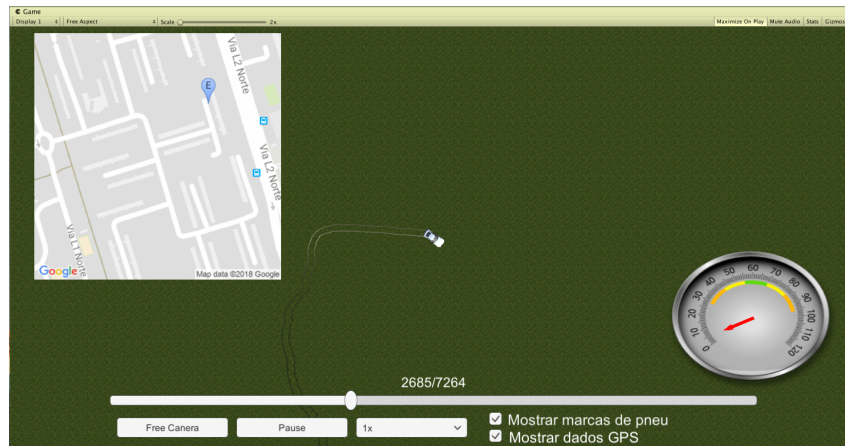 Game
Display 1 Free Aspect Scale 2x Maximize On Play Mute Audio Stats Gizmos
E
Via L2 Norte
Via L2 Norte
Via L1 Norte
Google Map data ©2018 Google
0 10 20 30 40 50 60 70 80 90 100 110 120
2685/7264
Free Canera Pause 1x
Mostrar marcas de pneu
Mostrar dados GPS